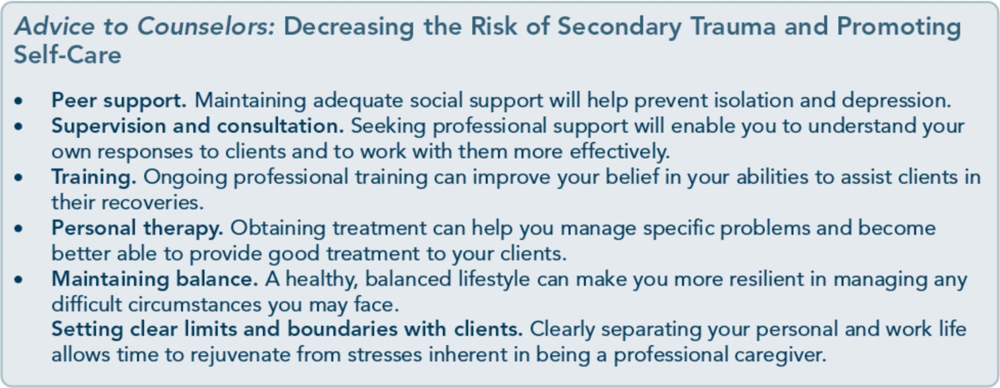 Advice to Counselors: Decreasing the Risk of Secondary Trauma and Promoting
Self-Care
• Peer support. Maintaining adequate social support will help prevent isolation and depression.
• Supervision and consultation. Seeking professional support will enable you to understand your
own responses to clients and to work with them more effectively.
• Training. Ongoing professional training can improve your belief in your abilities to assist clients in
their recoveries.
• Personal therapy. Obtaining treatment can help you manage specific problems and become
better able to provide good treatment to your clients.
• Maintaining balance. A healthy, balanced lifestyle can make you more resilient in managing any
difficult circumstances you may face.
Setting clear limits and boundaries with clients. Clearly separating your personal and work life
allows time to rejuvenate from stresses inherent in being a professional caregiver.